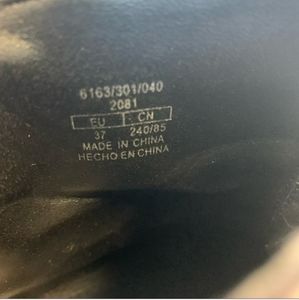 6163/301/040
2081
EU CN
37 240/85
MADE IN CHINA
HECHO EN CHINA